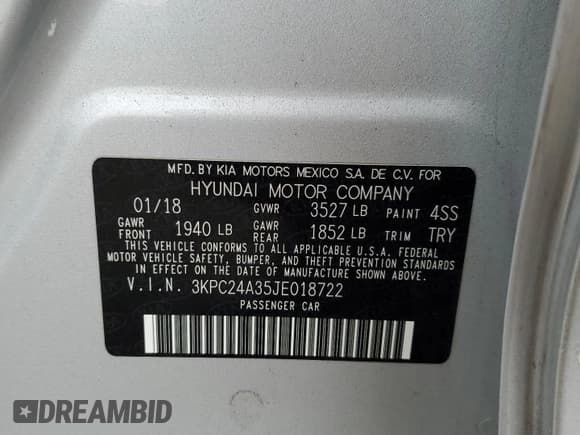 MFD. BY KIA MOTORS MEXICO S.A. DE C.V. FOR
HYUNDAI MOTOR COMPANY
01/18 GVWR 3527 LB PAINT 4SS
GAWR FRONT 1940 LB GAWR REAR 1852 LB TRIM TRY
THIS VEHICLE CONFORMS TO ALL APPLICABLE U.S.A. FEDERAL
MOTOR VEHICLE SAFETY, BUMPER, AND THEFT PREVENTION STANDARDS
IN EFFECT ON THE DATE OF MANUFACTURE SHOWN ABOVE.
V.I.N. 3KPC24A35JE018722
PASSENGER CAR
DREAMBID